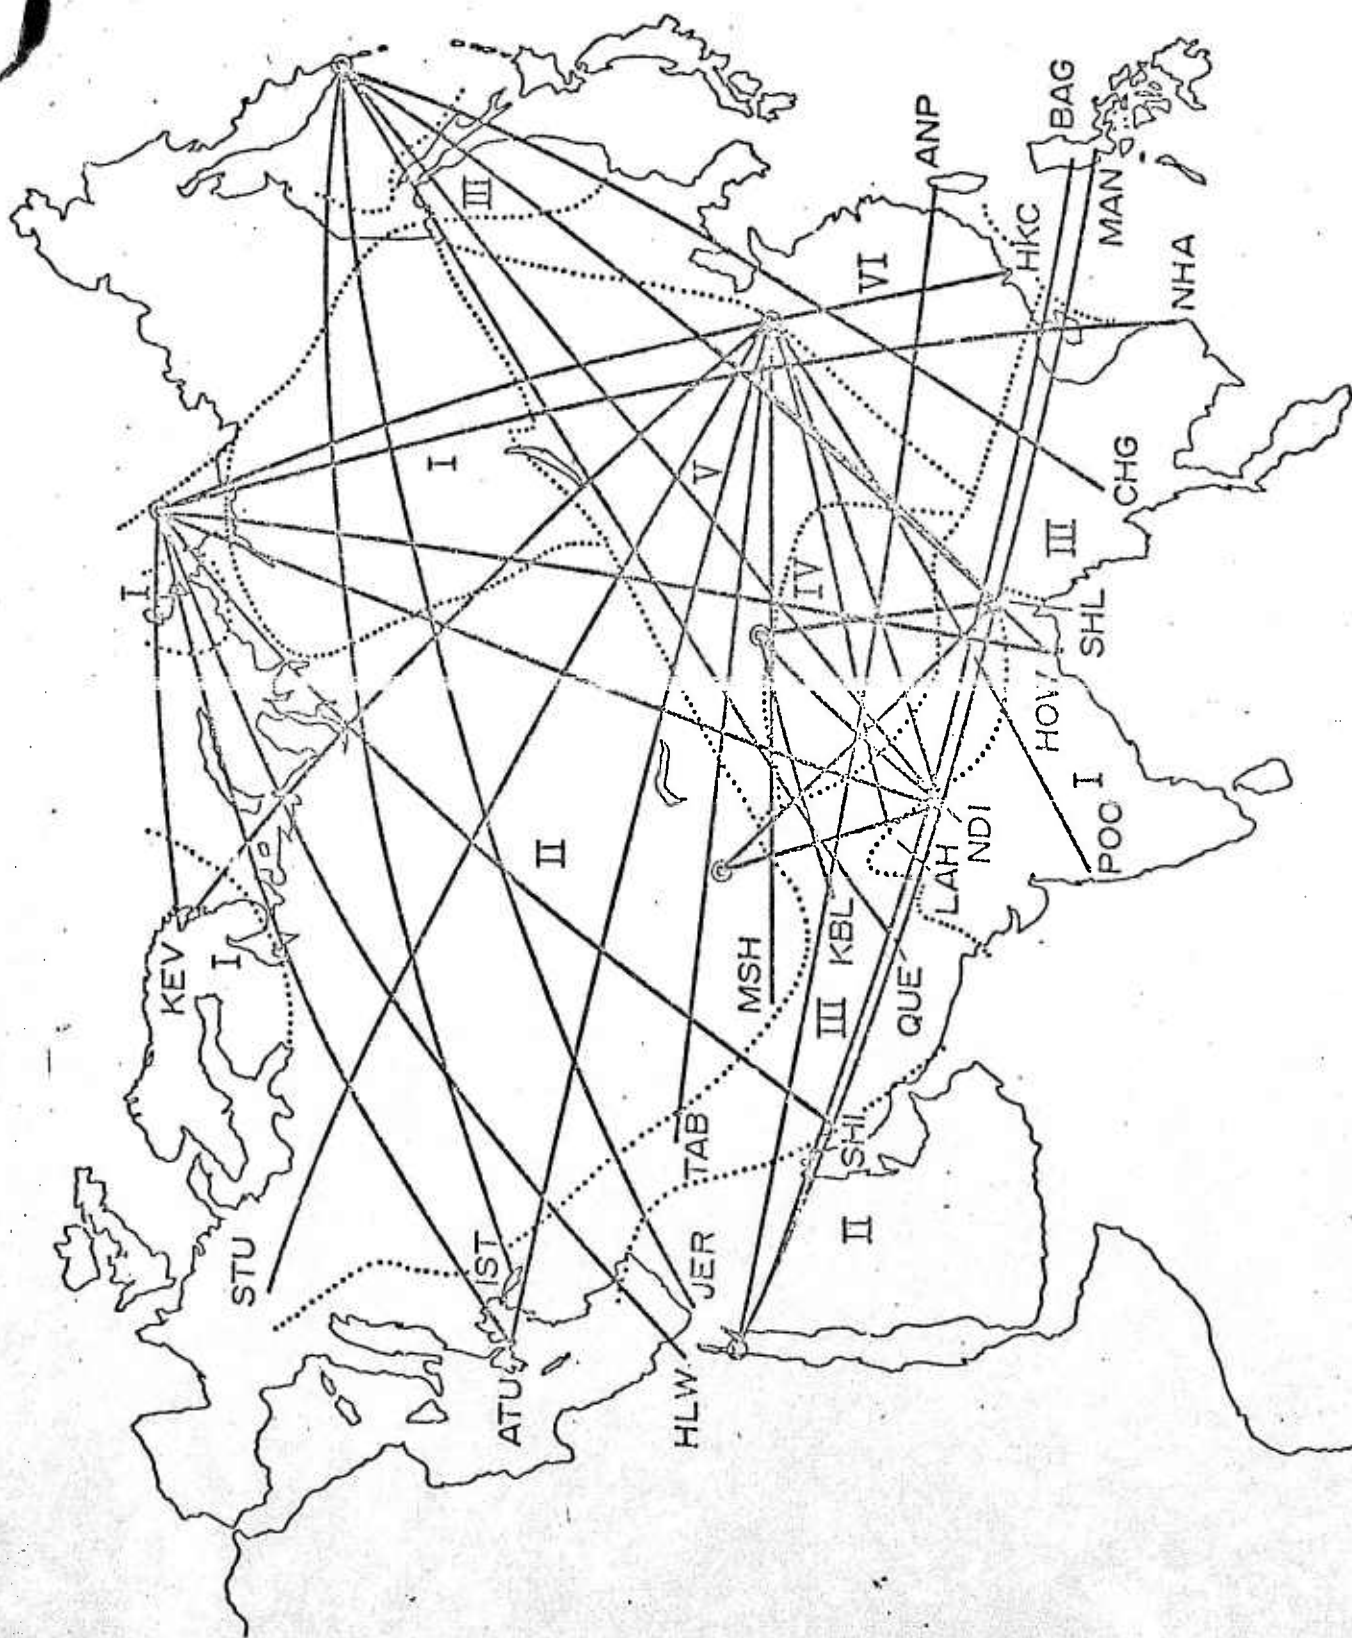 BAG
ANP
III
MAN
HKC
VI
NHA
I
V
CHG
I
IV
III
SHL
HOW
I
POO
NDI
LAH
II
KEV
I
KBL
MSH
III
QUE
TAB
SHI
II
STU
IST
JER
ATU
HLW